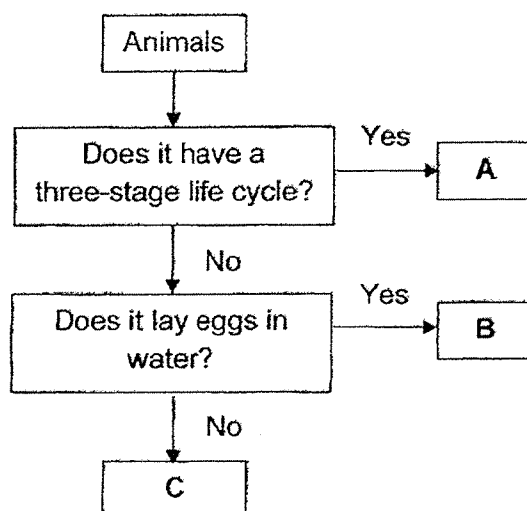 Animals
Does it have a
three-stage life cycle?
Yes
A
No
Does it lay eggs in
water?
Yes
B
No
C